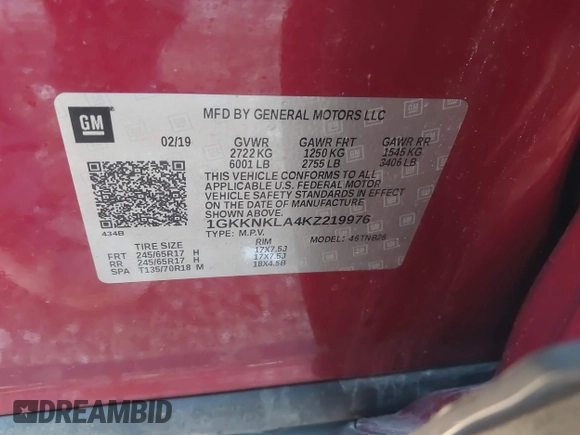 GM
MFD BY GENERAL MOTORS LLC
02/19 GVWR GAWR FRT GAWR RR
2722 KG 1250 KG 1545 KG
6001 LB 2755 LB 3406 LB
THIS VEHICLE CONFORMS TO ALL
APPLICABLE U.S. FEDERAL MOTOR
VEHICLE SAFETY STANDARDS IN EFFECT
ON THE DATE OF MANUFACTURE
SHOWN ABOVE.
1GKKNKLA4KZ219976
434B TYPE: M.P.V. MODEL: 4STNB26
TIRE SIZE RIM
FRT 245/65R17 H 17X7.5J
RR 245/65R17 H 17X7.5J
SPA T135/70R18 M 18X4.5B
DREAMBID